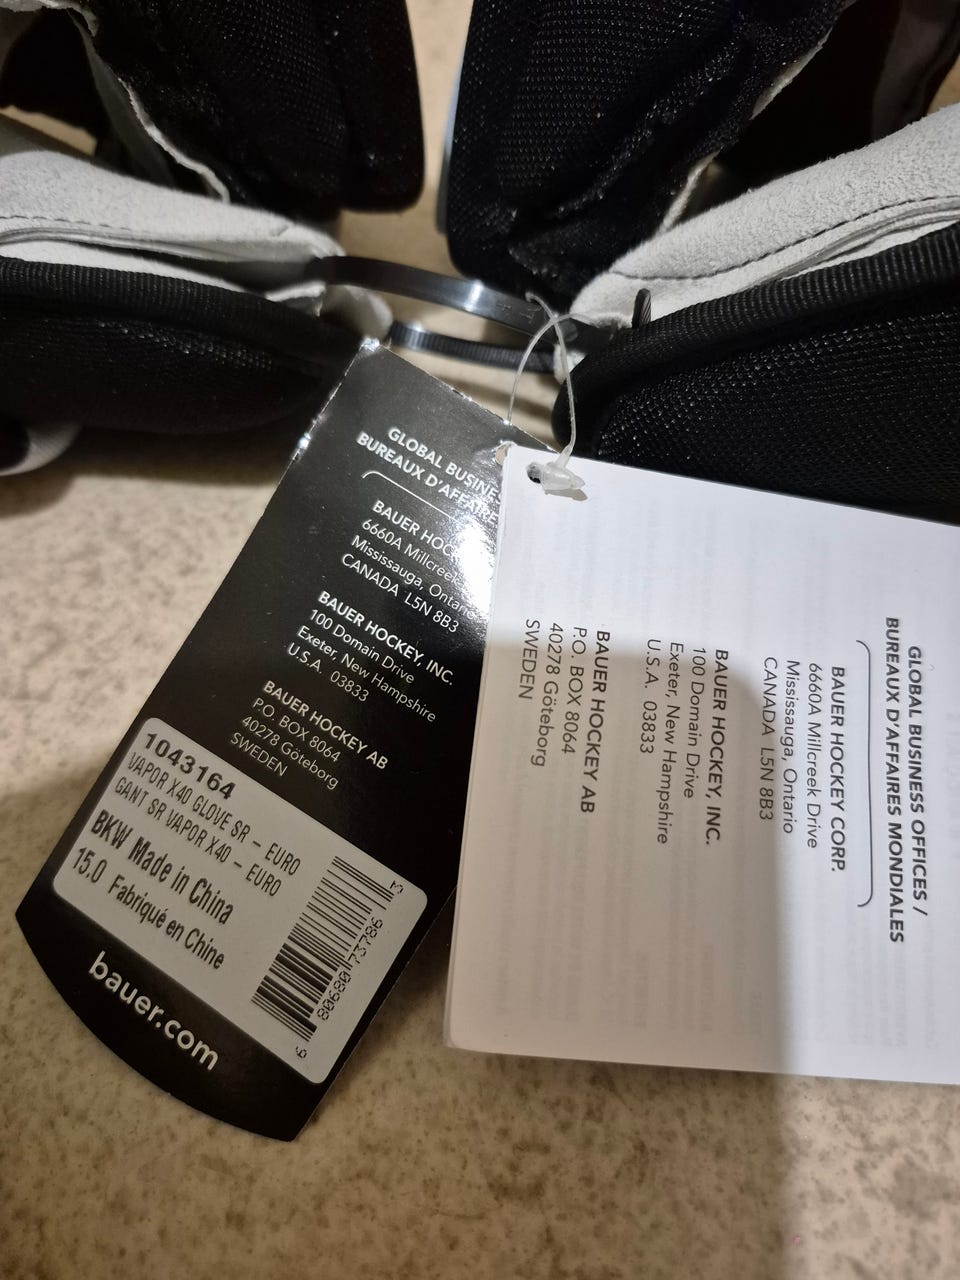 GLOBAL BUSINES
BUREAUX D'AFFAIRE
BAUER HOC
6660A Millcreek
Mississauga, Ontario
CANADA L5N 8B3
BAUER HOCKEY, INC.
100 Domain Drive
Exeter, New Hampshire
U.S.A. 03833
BAUER HOCKEY AB
P.O. BOX 8064
40278 Göteborg
SWEDEN
1043164
VAPOR X40 GLOVE SR - EURO
GANT SR VAPOR X40 - EURO
BKW Made in China
15.0 Fabriqué en Chine
bauer.com
GLOBAL BUSINESS OFFICES /
BUREAUX D'AFFAIRES MONDIALES
BAUER HOCKEY CORP.
6660A Millcreek Drive
Mississauga, Ontario
CANADA L5N 8B3
BAUER HOCKEY, INC.
100 Domain Drive
Exeter, New Hampshire
U.S.A. 03833
BAUER HOCKEY AB
P.O. BOX 8064
40278 Göteborg
SWEDEN